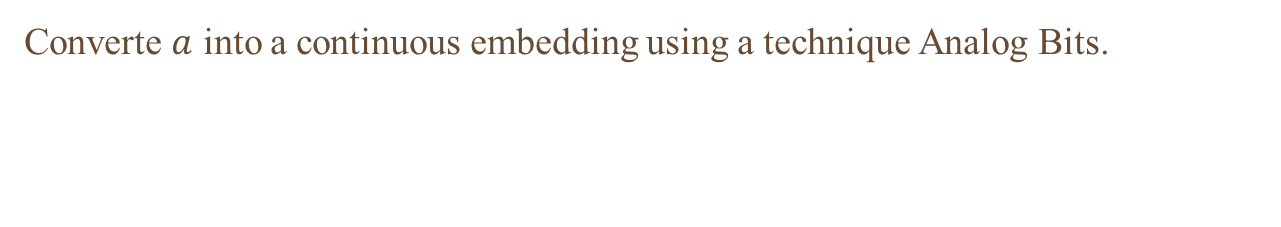 Converte a into a continuous embedding using a technique Analog Bits.